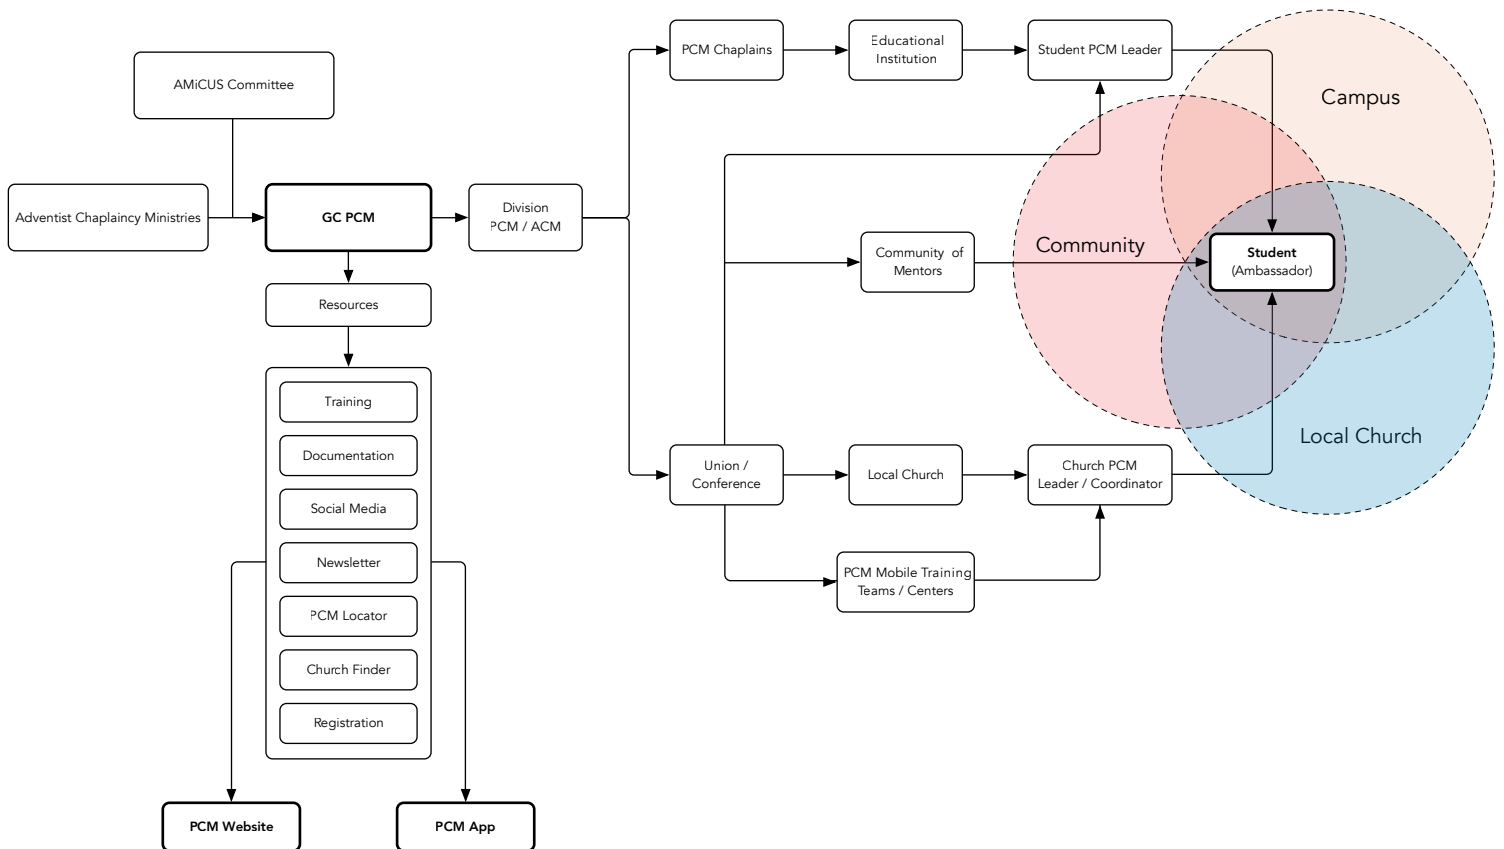 AMiCUS Committee
Adventist Chaplaincy Ministries
GC PCM
Division
PCM / ACM
Resources
Training
Documentation
Social Media
Newsletter
PCM Locator
Church Finder
Registration
PCM Website
PCM App
PCM Chaplains
Educational
Institution
Student PCM Leader
Community of
Mentors
Union /
Conference
Local Church
Church PCM
Leader / Coordinator
PCM Mobile Training
Teams / Centers
Campus
Community
Student
(Ambassador)
Local Church